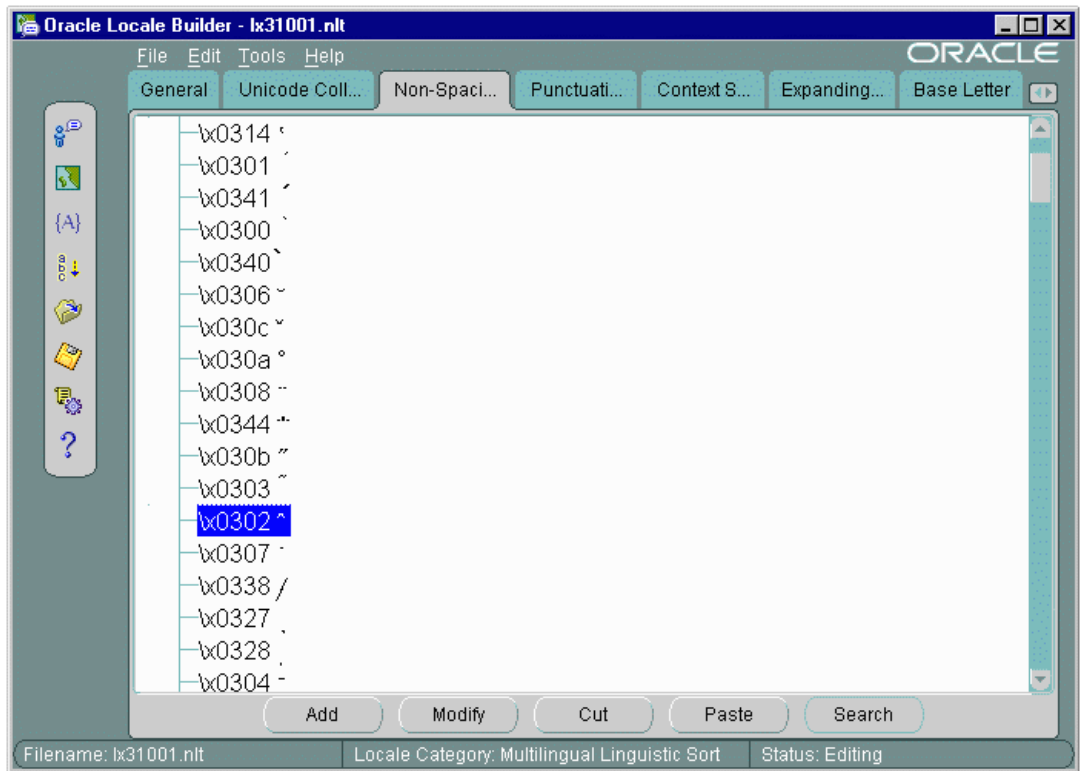 Oracle Locale Builder - lx31001.nlt
File Edit Tools Help
ORACLE
General Unicode Coll... Non-Spaci... Punctuati... Context S... Expanding... Base Letter
{A}
a
b
c
?
\x0314 ʽ
\x0301 ´
\x0341 ´
\x0300 `
\x0340 `
\x0306 ˘
\x030c ˇ
\x030a °
\x0308 ¨
\x0344 ΅
\x030b ˝
\x0303 ˜
\x0302 ^
\x0307 ˙
\x0338 /
\x0327 ¸
\x0328 ˛
\x0304 ¯
Add Modify Cut Paste Search
Filename: lx31001.nlt Locale Category: Multilingual Linguistic Sort Status: Editing